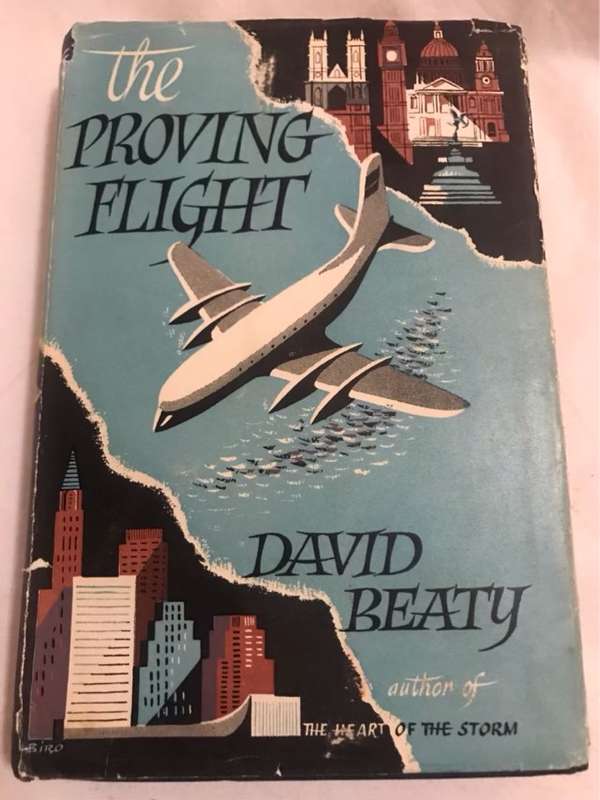 the
PROVING
FLIGHT
DAVID
BEATY
author of
THE HEART OF THE STORM
BIRO